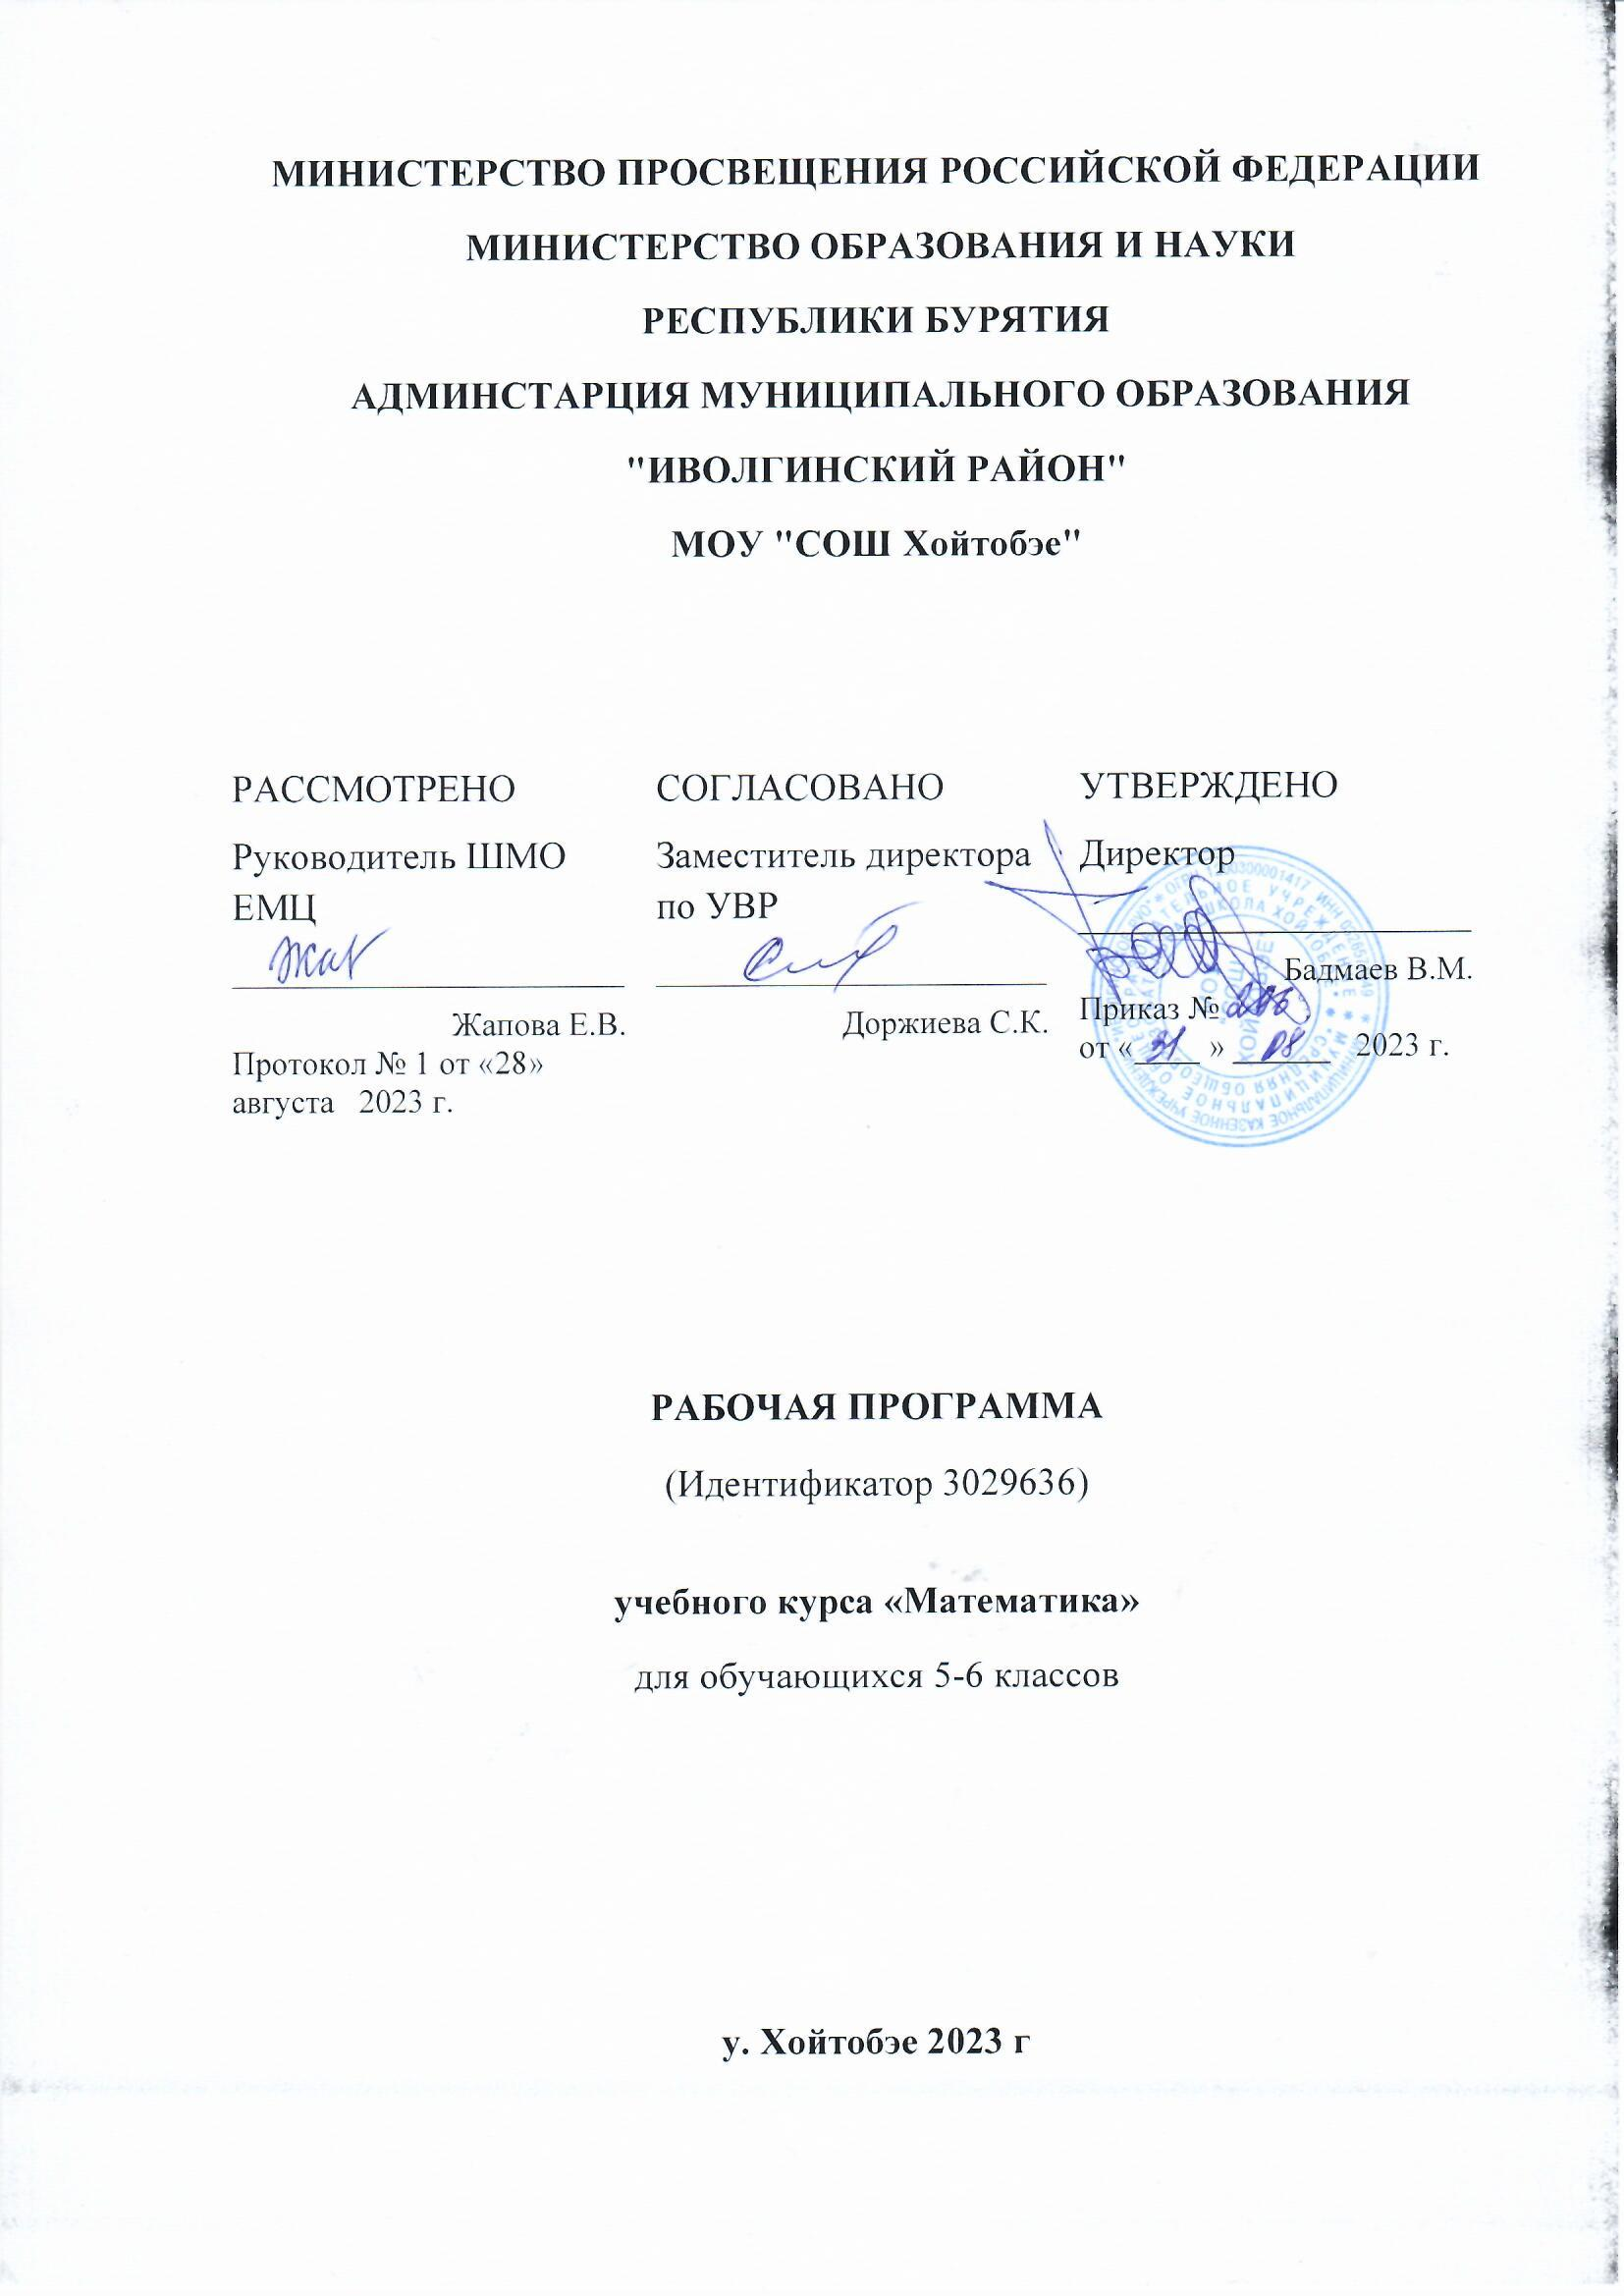 МИНИСТЕРСТВО ПРОСВЕЩЕНИЯ РОССИЙСКОЙ ФЕДЕРАЦИИ
МИНИСТЕРСТВО ОБРАЗОВАНИЯ И НАУКИ
РЕСПУБЛИКИ БУРЯТИЯ
АДМИНСТАРЦИЯ МУНИЦИПАЛЬНОГО ОБРАЗОВАНИЯ
"ИВОЛГИНСКИЙ РАЙОН"
МОУ "СОШ Хойтобэе"
РАССМОТРЕНО
Руководитель ШМО
ЕМЦ
Жапова Е.В.
Протокол № 1 от «28»
августа 2023 г.
СОГЛАСОВАНО
Заместитель директора
по УВР
Доржиева С.К.
УТВЕРЖДЕНО
Директор
Бадмаев В.М.
Приказ № 206
от « 31 » 08 2023 г.
РАБОЧАЯ ПРОГРАММА
(Идентификатор 3029636)
учебного курса «Математика»
для обучающихся 5-6 классов
у. Хойтобэе 2023 г